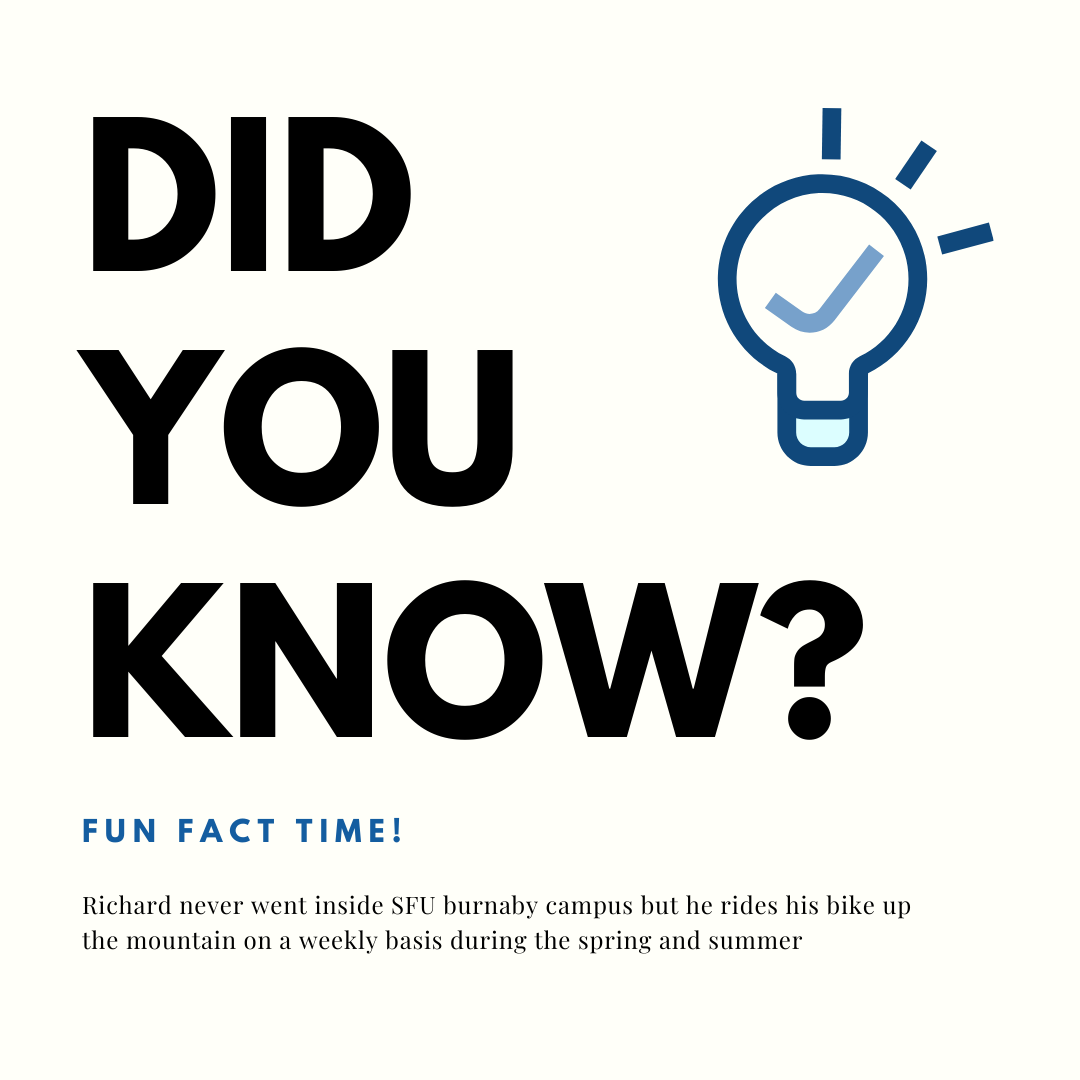 DID
YOU
KNOW?
FUN FACT TIME!
Richard never went inside SFU burnaby campus but he rides his bike up
the mountain on a weekly basis during the spring and summer